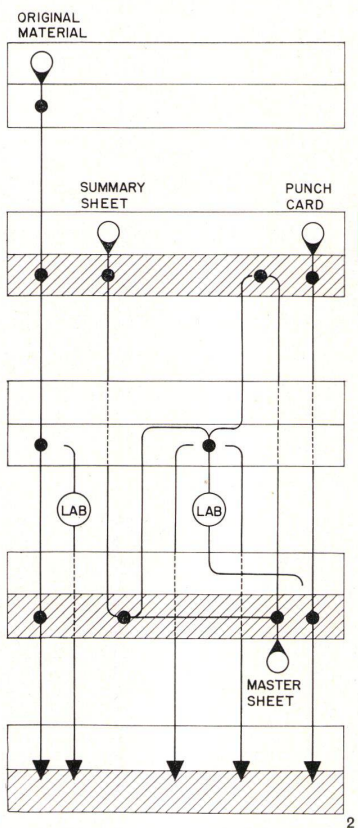 ORIGINAL
MATERIAL
SUMMARY
SHEET
PUNCH
CARD
LAB
LAB
MASTER
SHEET
2